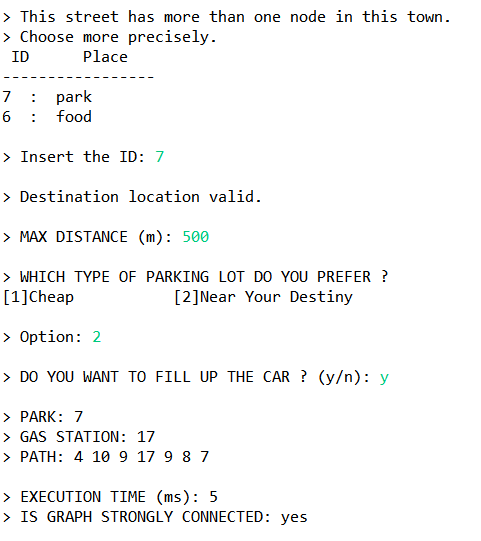 > This street has more than one node in this town.
> Choose more precisely.
ID      Place
-----------------
7  :  park
6  :  food
> Insert the ID: 7
> Destination location valid.
> MAX DISTANCE (m): 500
> WHICH TYPE OF PARKING LOT DO YOU PREFER ?
[1]Cheap           [2]Near Your Destiny
> Option: 2
> DO YOU WANT TO FILL UP THE CAR ? (y/n): y
> PARK: 7
> GAS STATION: 17
> PATH: 4 10 9 17 9 8 7
> EXECUTION TIME (ms): 5
> IS GRAPH STRONGLY CONNECTED: yes